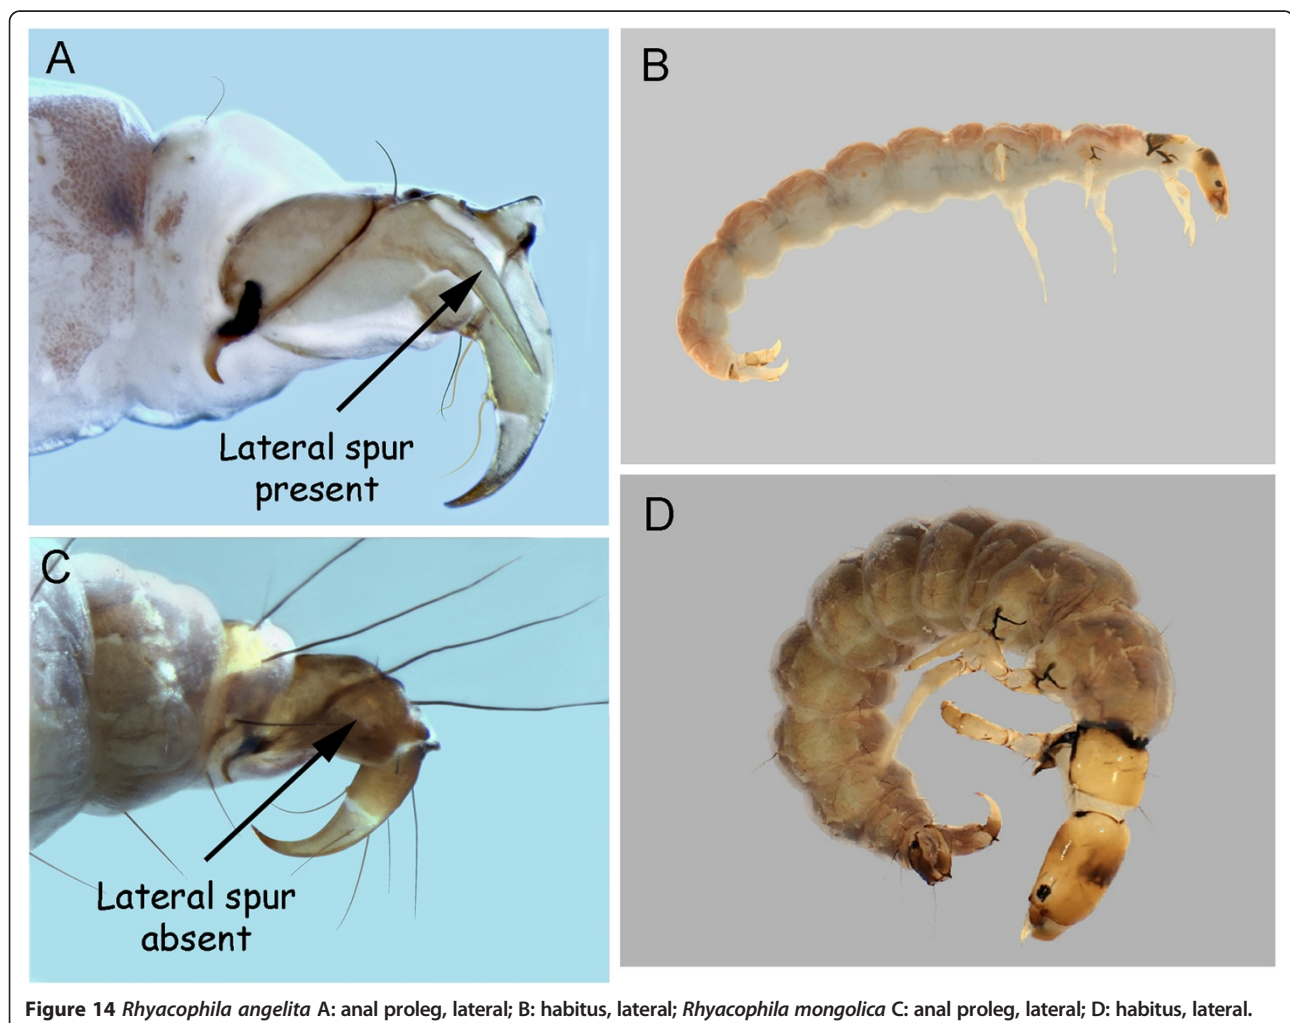 A
B
Lateral spur
present
C
D
Lateral spur
absent
Figure 14 Rhyacophila angelita A: anal proleg, lateral; B: habitus, lateral; Rhyacophila mongolica C: anal proleg, lateral; D: habitus, lateral.